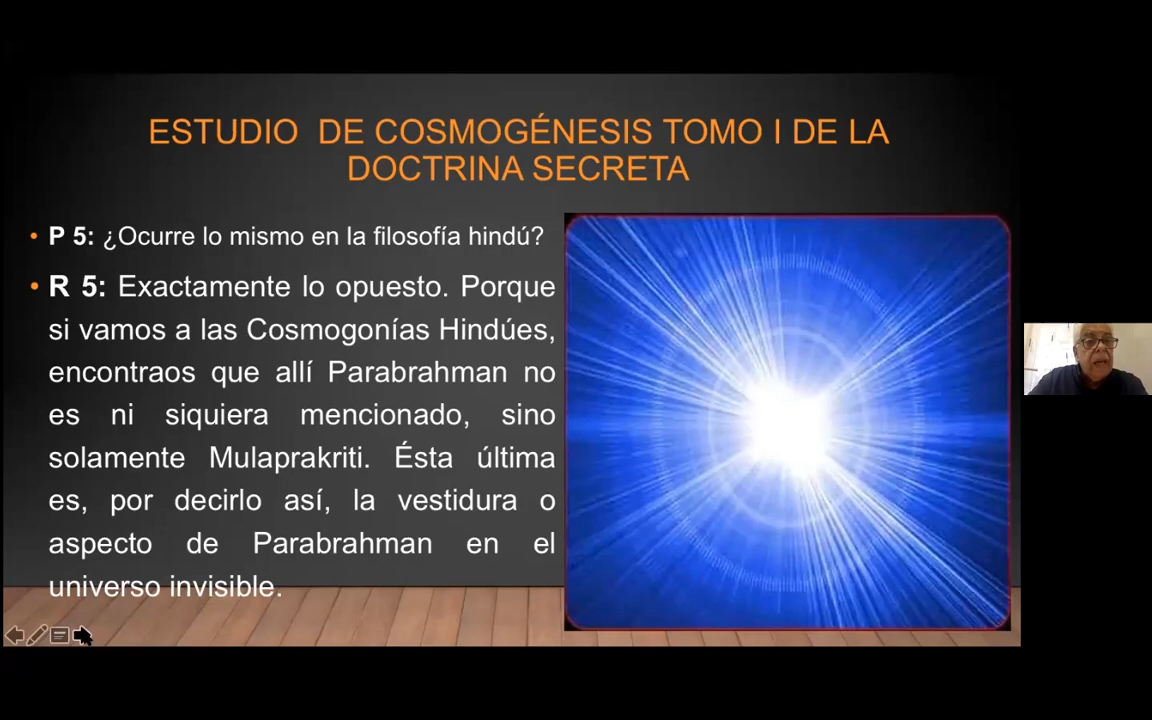 ESTUDIO DE COSMOGÉNESIS TOMO I DE LA
DOCTRINA SECRETA
• P 5: ¿Ocurre lo mismo en la filosofía hindú?
• R 5: Exactamente lo opuesto. Porque
si vamos a las Cosmogonías Hindúes,
encontraos que allí Parabrahman no
es ni siquiera mencionado, sino
solamente Mulaprakriti. Ésta última
es, por decirlo así, la vestidura o
aspecto de Parabrahman en el
universo invisible.